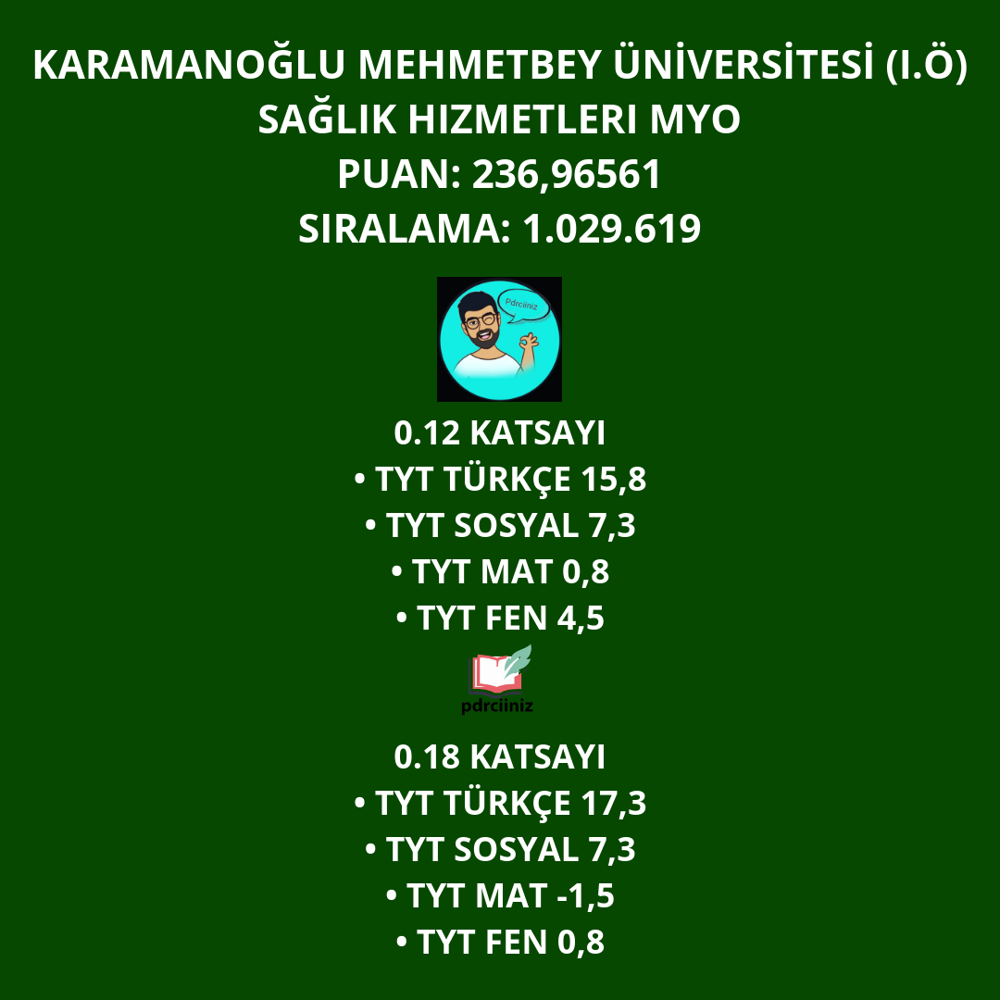 KARAMANOĞLU MEHMETBEY ÜNİVERSİTESİ (I.Ö)
SAĞLIK HIZMETLERI MYO
PUAN: 236,96561
SIRALAMA: 1.029.619
Pdrciiniz
0.12 KATSAYI
• TYT TÜRKÇE 15,8
• TYT SOSYAL 7,3
• TYT MAT 0,8
• TYT FEN 4,5
pdrciiniz
0.18 KATSAYI
• TYT TÜRKÇE 17,3
• TYT SOSYAL 7,3
• TYT MAT -1,5
• TYT FEN 0,8